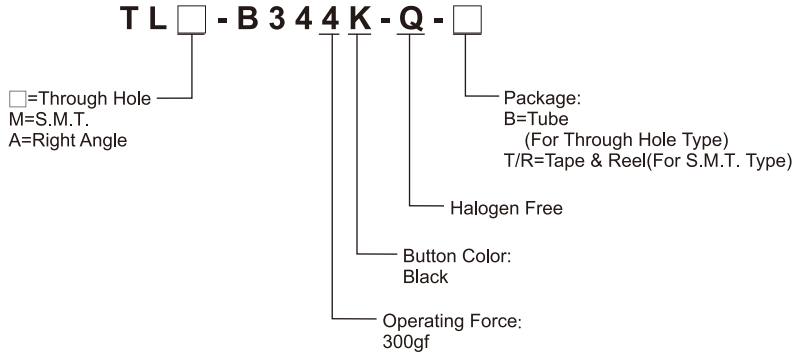 TL□-B344K-Q-□
□=Through Hole
M=S.M.T.
A=Right Angle
Package:
B=Tube
(For Through Hole Type)
T/R=Tape & Reel(For S.M.T. Type)
Halogen Free
Button Color:
Black
Operating Force:
300gf